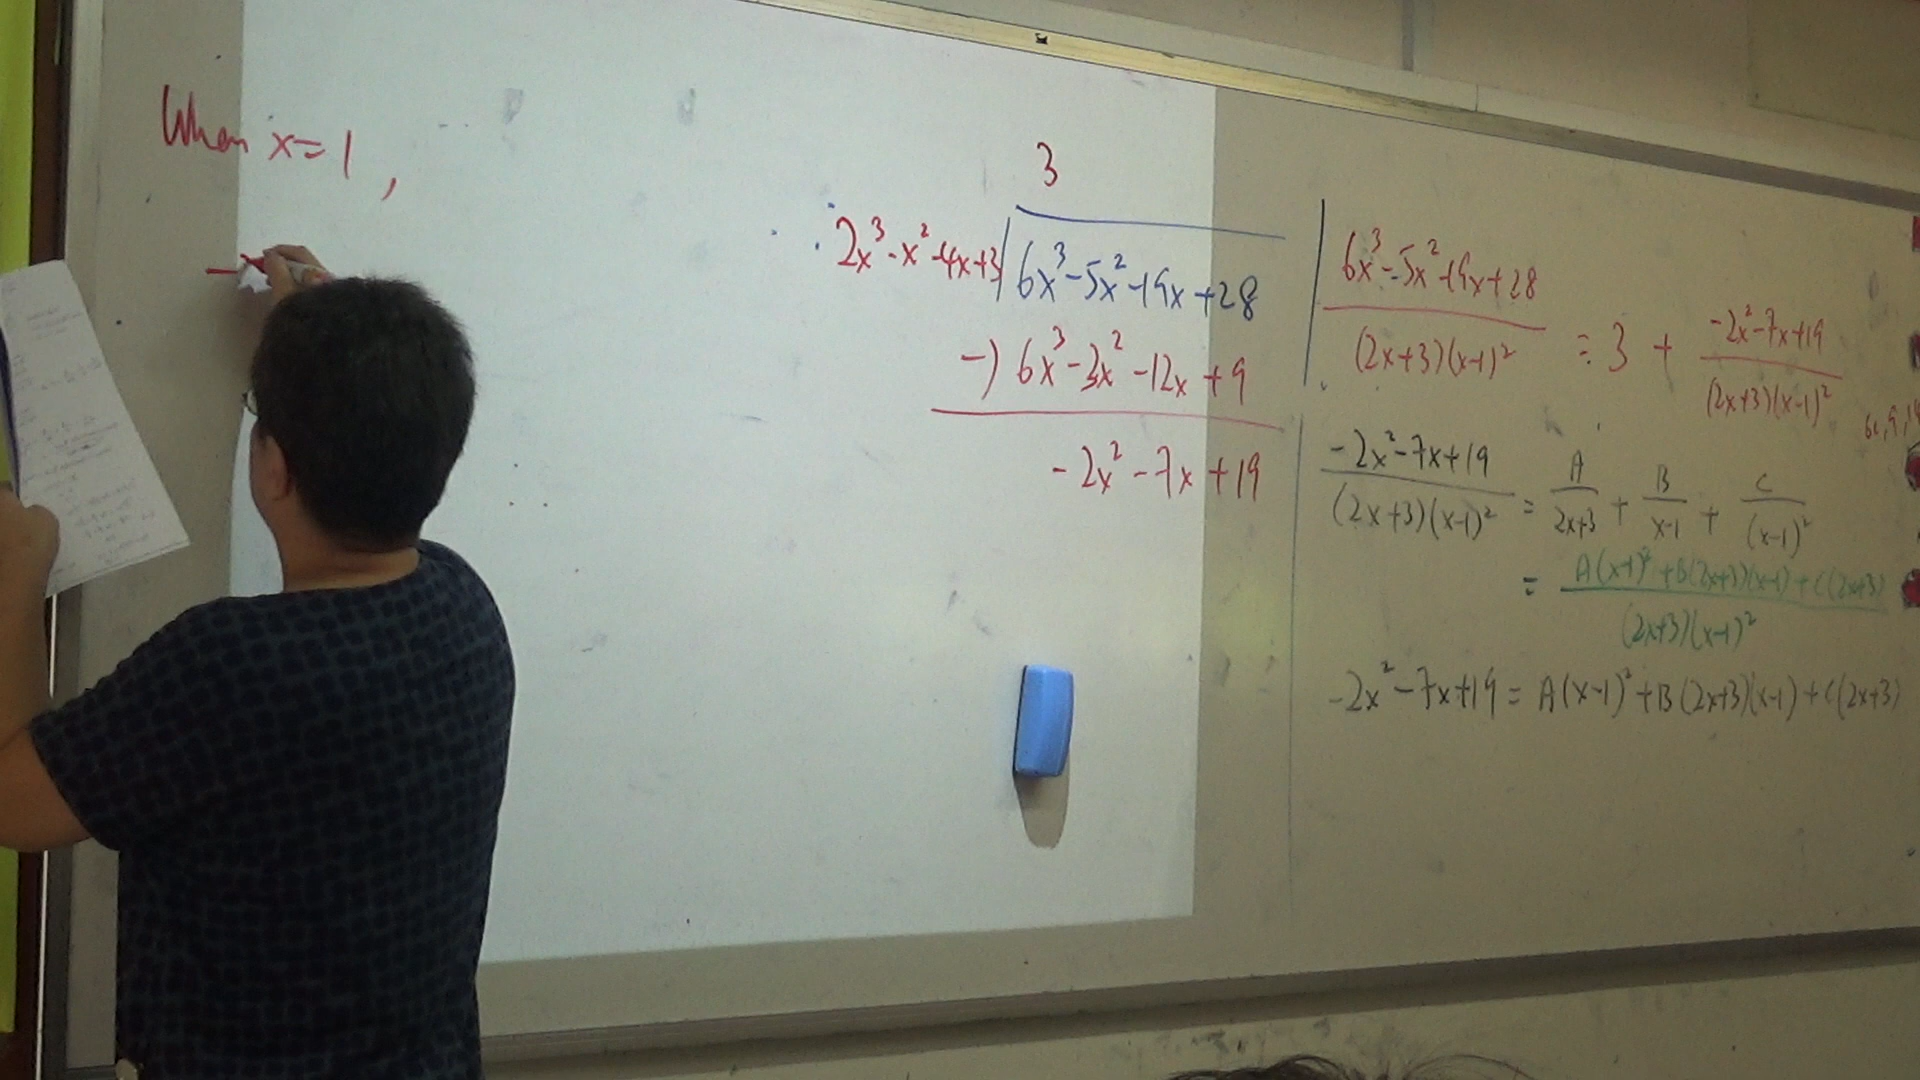 When x=1,
3
2x³-x²-4x+3 | 6x³-5x²-19x+28
-) 6x³-3x²-12x+9
-2x²-7x+19
6x³-5x²-19x+28 / (2x+3)(x-1)² = 3 + -2x²-7x+19 / (2x+3)(x-1)²
-2x²-7x+19 / (2x+3)(x-1)² = A / 2x+3 + B / x-1 + C / (x-1)²
= A(x-1)²+B(2x+3)(x-1)+C(2x+3) / (2x+3)(x-1)²
-2x²-7x+19 = A(x-1)²+B(2x+3)(x-1)+C(2x+3)